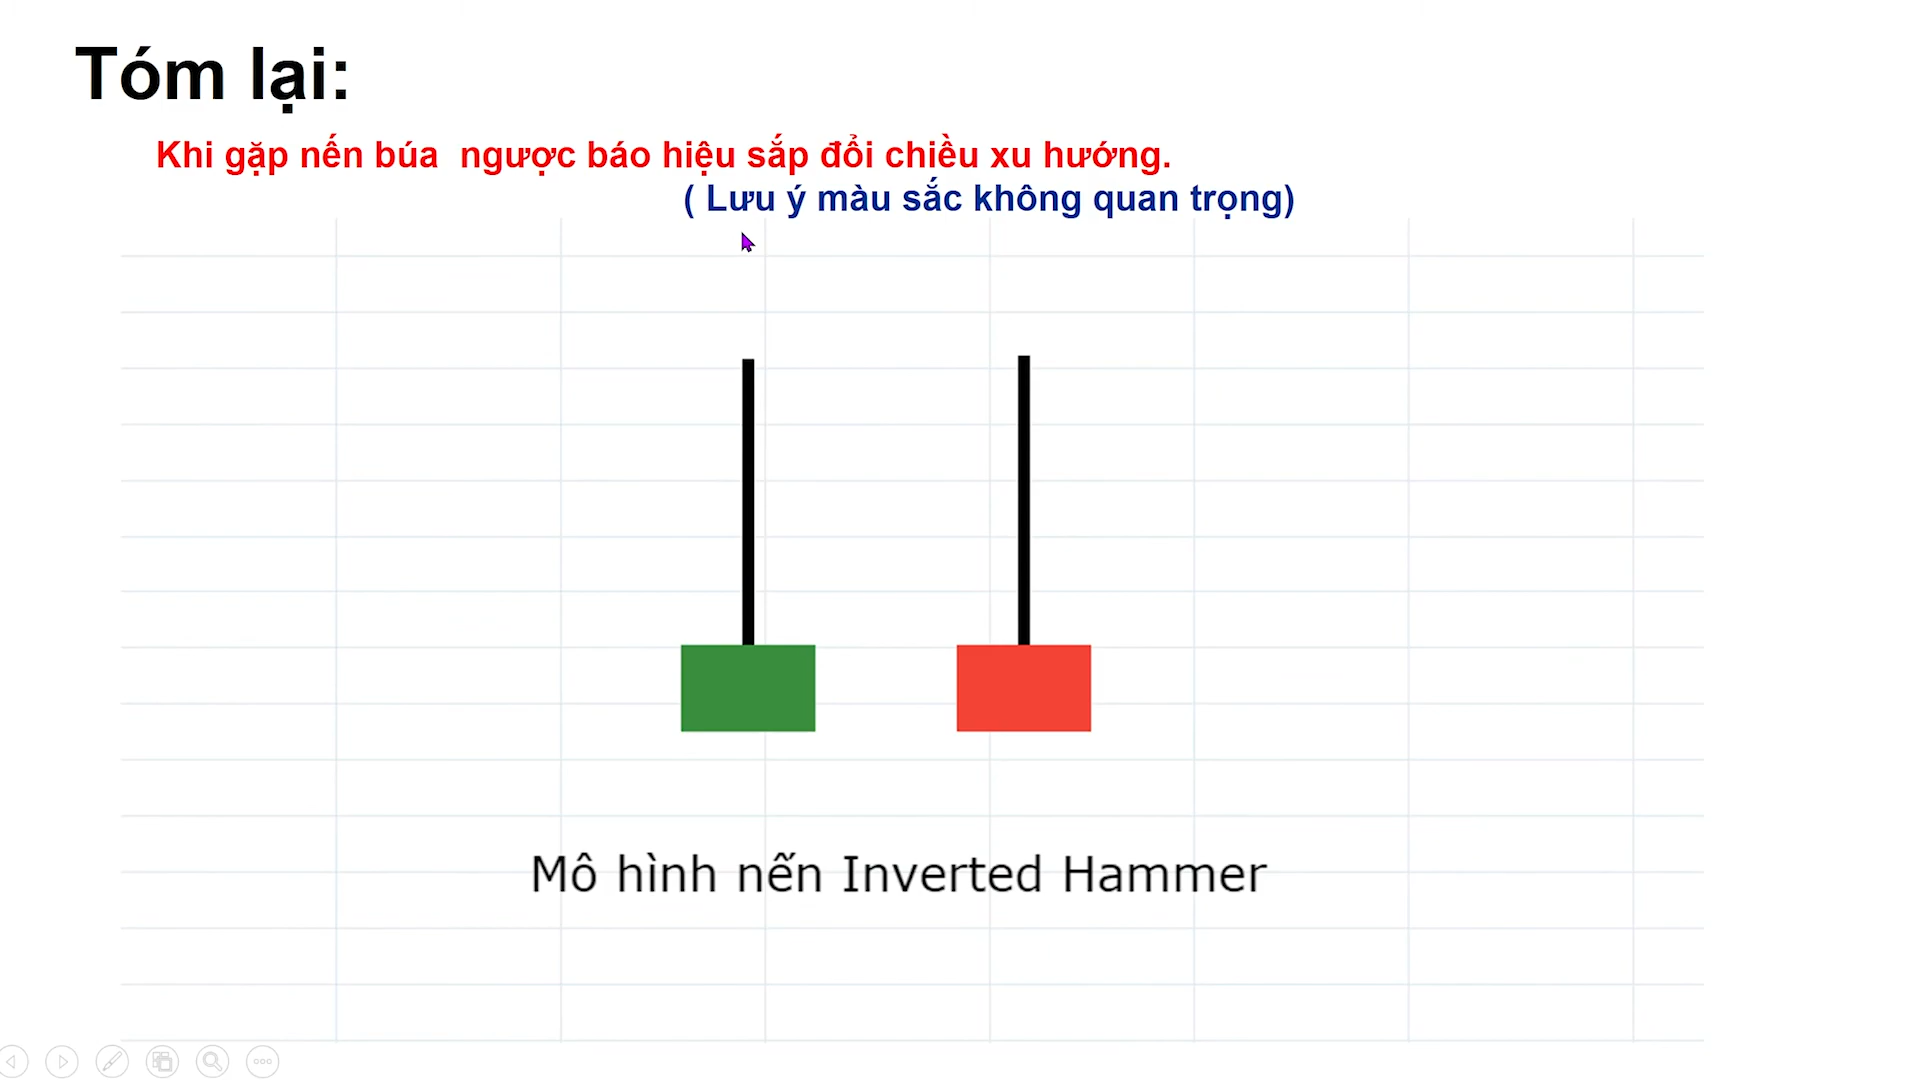 Tóm lại:
Khi gặp nến búa ngược báo hiệu sắp đổi chiều xu hướng.
( Lưu ý màu sắc không quan trọng)
Mô hình nến Inverted Hammer